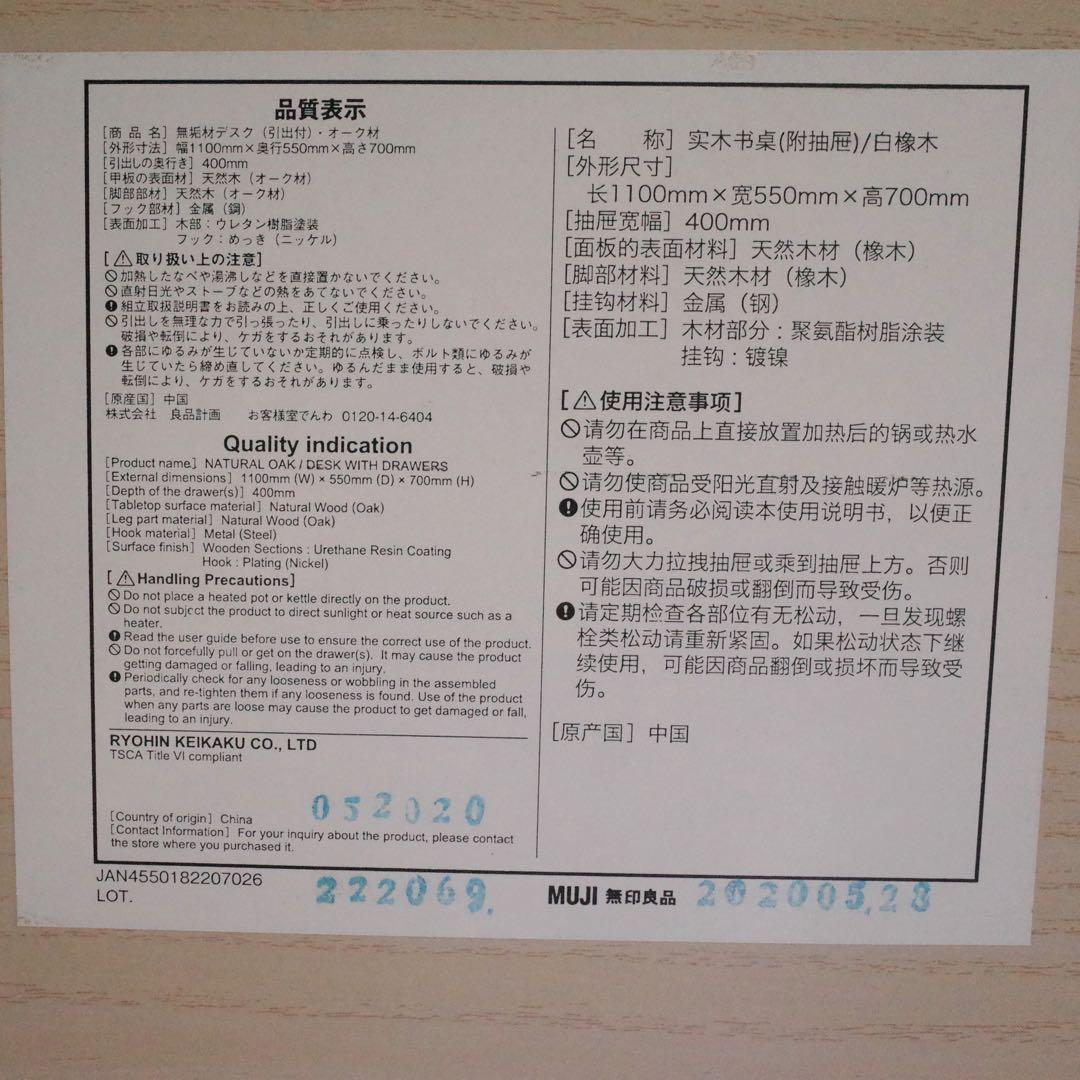 品質表示
[商 品 名] 無垢材デスク（引出付）・オーク材
[外形寸法] 幅1100mm×奥行550mm×高さ700mm
[引出しの奥行き] 400mm
[甲板の表面材] 天然木（オーク材）
[脚部部材] 天然木（オーク材）
[フック部材] 金属（鋼）
[表面加工] 木部：ウレタン樹脂塗装
フック：めっき（ニッケル）
[⚠取り扱い上の注意]
🚫加熱したなべや湯沸しなどを直接置かないでください。
🚫直射日光やストーブなどの熱をあてないでください。
❗組立取扱説明書をお読みの上、正しくご使用ください。
🚫引出しを無理な力で引っ張ったり、引出しに乗ったりしないでください。
破損や転倒により、ケガをするおそれがあります。
❗各部にゆるみが生じていないか定期的に点検し、ボルト類にゆるみが
生じていたら締め直してください。ゆるんだまま使用すると、破損や
転倒により、ケガをするおそれがあります。
[原産国] 中国
株式会社 良品計画 お客様室でんわ 0120-14-6404
Quality indication
[Product name] NATURAL OAK / DESK WITH DRAWERS
[External dimensions] 1100mm (W) × 550mm (D) × 700mm (H)
[Depth of the drawer(s)] 400mm
[Tabletop surface material] Natural Wood (Oak)
[Leg part material] Natural Wood (Oak)
[Hook material] Metal (Steel)
[Surface finish] Wooden Sections : Urethane Resin Coating
Hook : Plating (Nickel)
[⚠Handling Precautions]
🚫Do not place a heated pot or kettle directly on the product.
🚫Do not subject the product to direct sunlight or heat source such as a
heater.
❗Read the user guide before use to ensure the correct use of the product.
🚫Do not forcefully pull or get on the drawer(s). It may cause the product
getting damaged or falling, leading to an injury.
❗Periodically check for any looseness or wobbling in the assembled
parts, and re-tighten them if any looseness is found. Use of the product
when any parts are loose may cause the product to get damaged or fall,
leading to an injury.
RYOHIN KEIKAKU CO., LTD
TSCA Title VI compliant
052020
[Country of origin] China
[Contact Information] For your inquiry about the product, please contact
the store where you purchased it.
[名 称] 实木书桌(附抽屉)/白橡木
[外形尺寸]
长1100mm×宽550mm×高700mm
[抽屉宽幅] 400mm
[面板的表面材料] 天然木材（橡木）
[脚部材料] 天然木材（橡木）
[挂钩材料] 金属（钢）
[表面加工] 木材部分：聚氨酯树脂涂装
挂钩：镀镍
[⚠使用注意事项]
🚫请勿在商品上直接放置加热后的锅或热水
壶等。
🚫请勿使商品受阳光直射及接触暖炉等热源。
❗使用前请务必阅读本使用说明书，以便正
确使用。
🚫请勿大力拉拽抽屉或乘到抽屉上方。否则
可能因商品破损或翻倒而导致受伤。
❗请定期检查各部位有无松动，一旦发现螺
栓类松动请重新紧固。如果松动状态下继
续使用，可能因商品翻倒或损坏而导致受
伤。
[原产国] 中国
JAN4550182207026
LOT. 222069.
MUJI 無印良品 202005.28